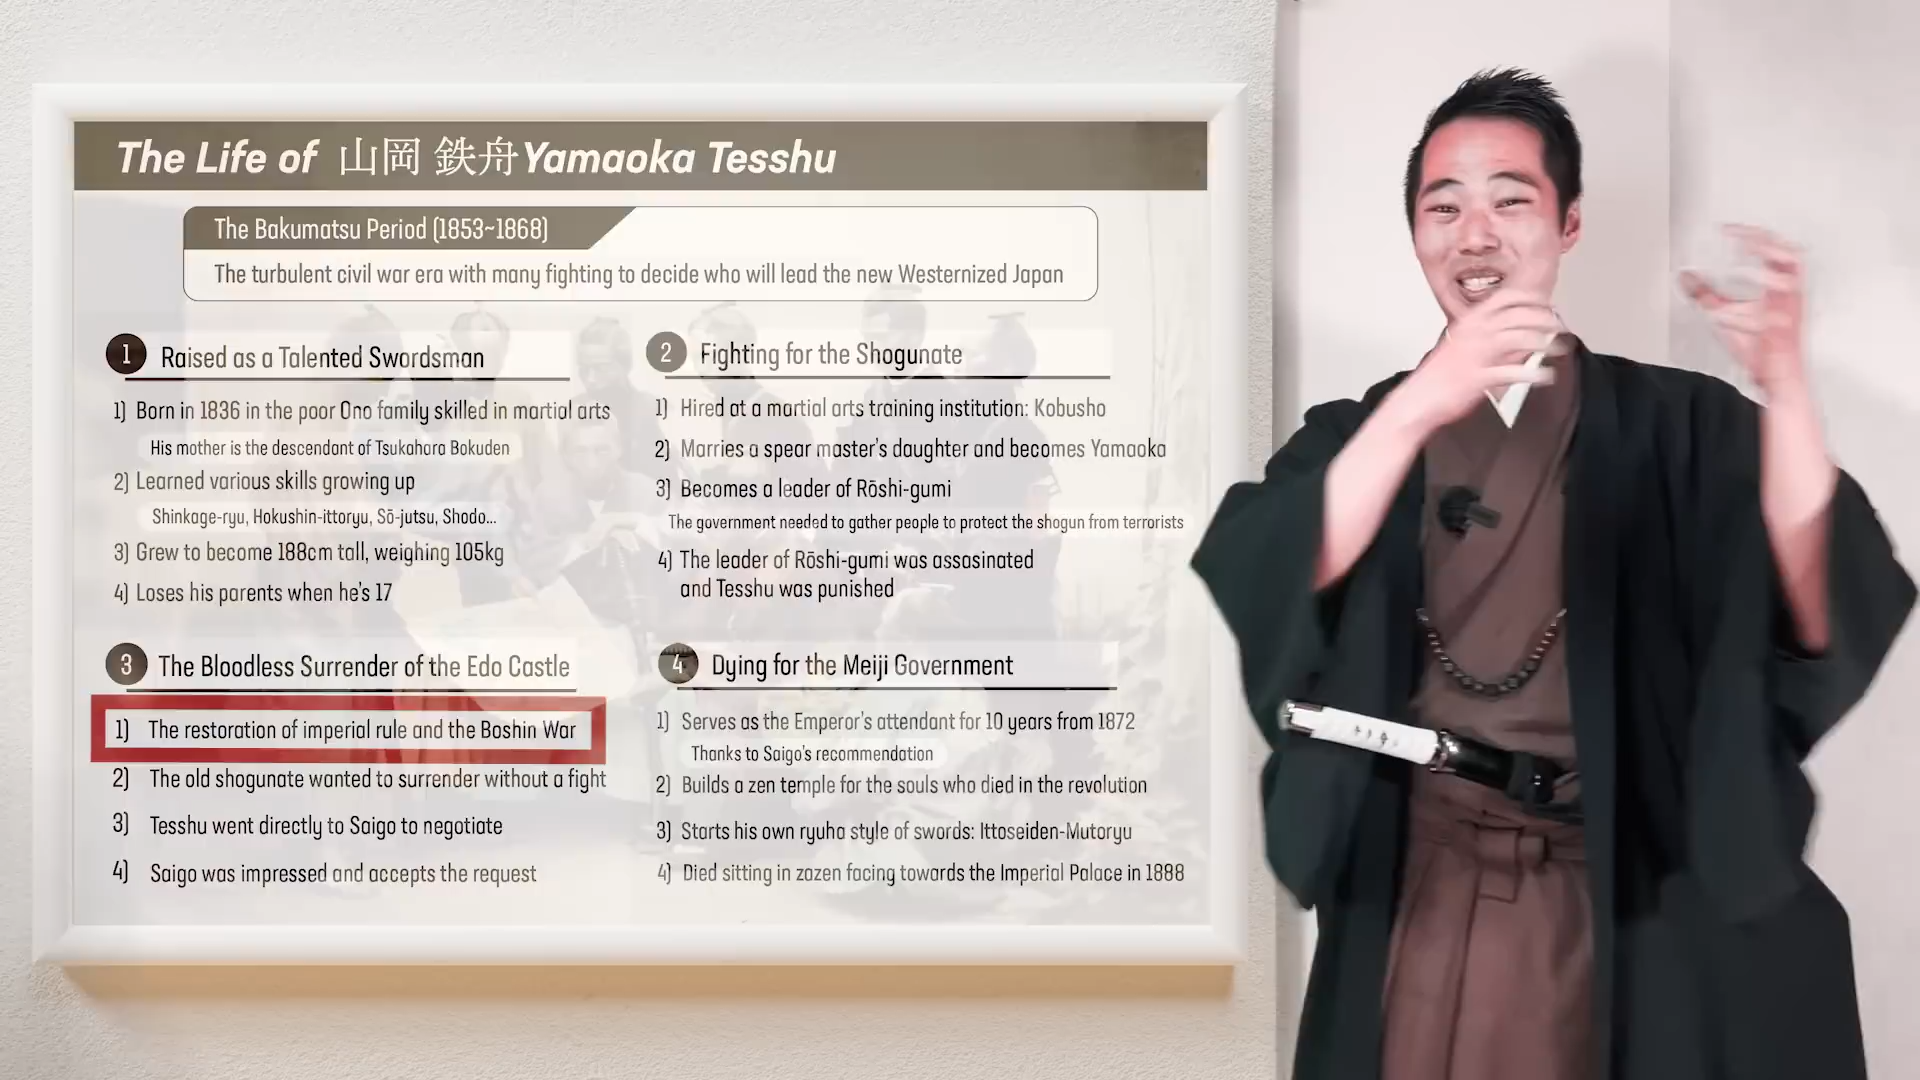 The Life of 山岡 鉄舟 Yamaoka Tesshu
The Bakumatsu Period (1853~1868)
The turbulent civil war era with many fighting to decide who will lead the new Westernized Japan
1 Raised as a Talented Swordsman
1) Born in 1836 in the poor Ono family skilled in martial arts
His mother is the descendant of Tsukahara Bokuden
2) Learned various skills growing up
Shinkage-ryu, Hokushin-ittoryu, Sō-jutsu, Shodo...
3) Grew to become 188cm tall, weighing 105kg
4) Loses his parents when he's 17
2 Fighting for the Shogunate
1) Hired at a martial arts training institution: Kobusho
2) Marries a spear master's daughter and becomes Yamaoka
3) Becomes a leader of Rōshi-gumi
The government needed to gather people to protect the shogun from terrorists
4) The leader of Rōshi-gumi was assasinated
and Tesshu was punished
3 The Bloodless Surrender of the Edo Castle
1) The restoration of imperial rule and the Boshin War
2) The old shogunate wanted to surrender without a fight
3) Tesshu went directly to Saigo to negotiate
4) Saigo was impressed and accepts the request
4 Dying for the Meiji Government
1) Serves as the Emperor's attendant for 10 years from 1872
Thanks to Saigo's recommendation
2) Builds a zen temple for the souls who died in the revolution
3) Starts his own ryuha style of swords: Ittoseiden-Mutoryu
4) Died sitting in zazen facing towards the Imperial Palace in 1888